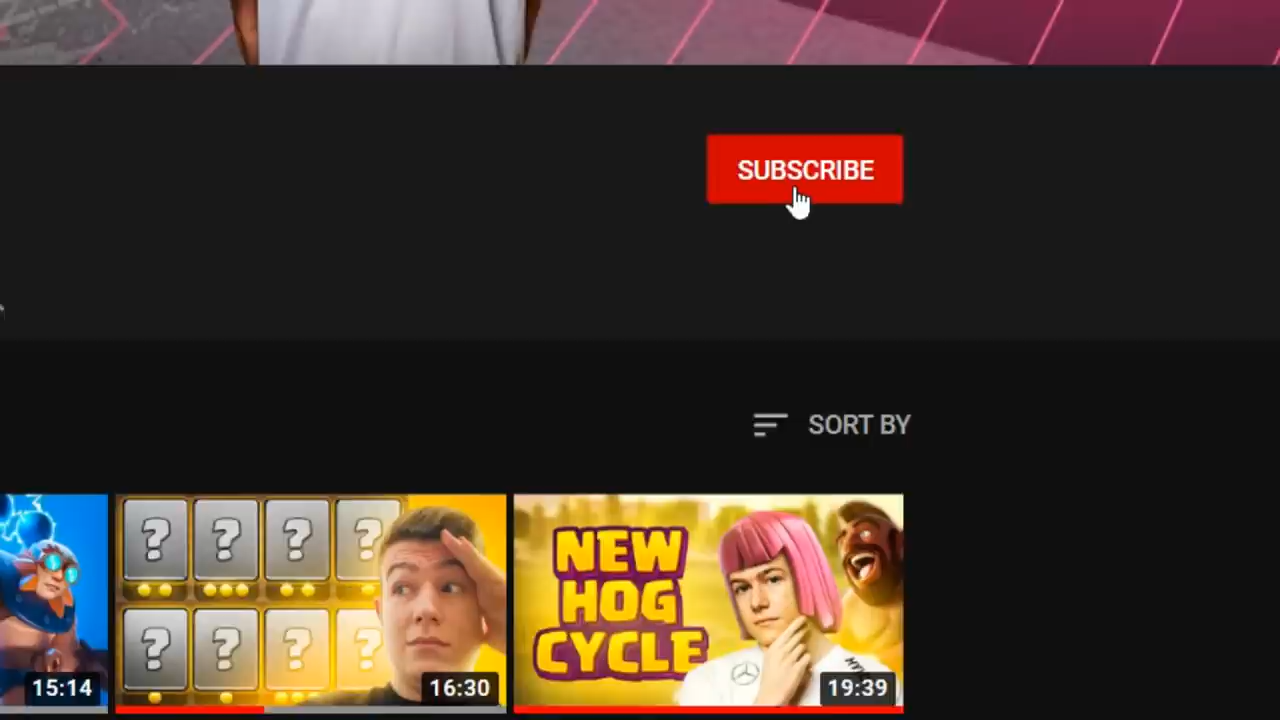 SUBSCRIBE
SORT BY
? ? ? ?
? ? ? ?
15:14
16:30
NEW
HOG
CYCLE
19:39